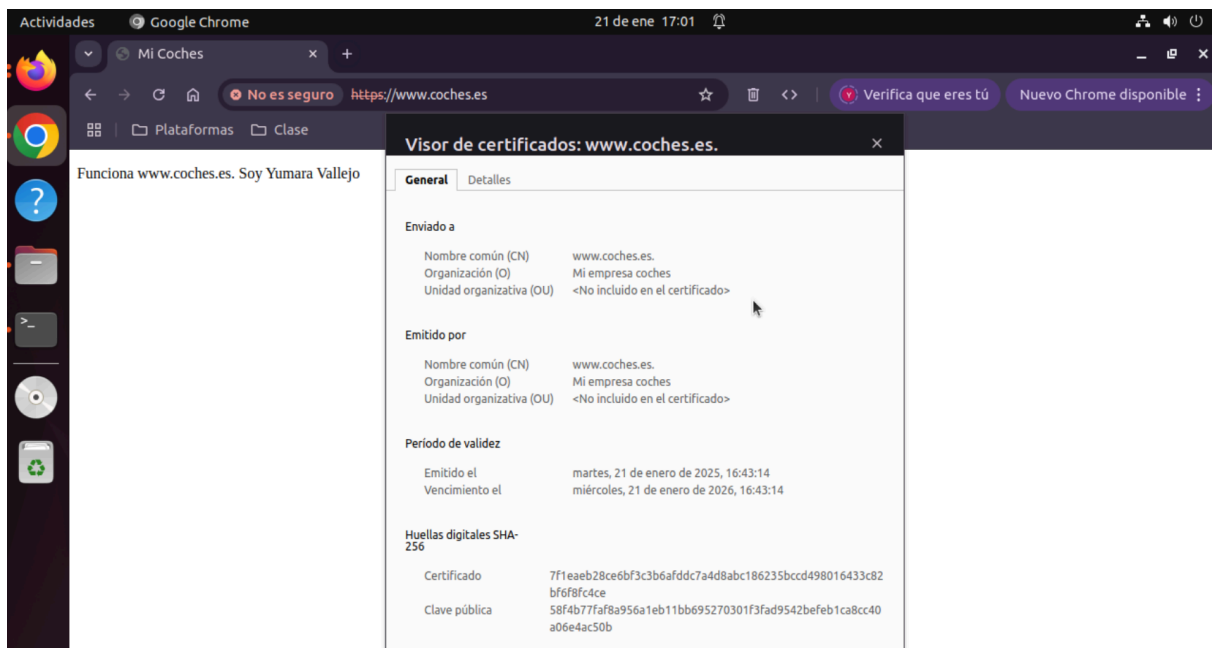 Actividades Google Chrome 21 de ene 17:01
Mi Coches
No es seguro https://www.coches.es Verifica que eres tú Nuevo Chrome disponible
Plataformas Clase
Visor de certificados: www.coches.es.
Funciona www.coches.es. Soy Yumara Vallejo
General Detalles
Enviado a
Nombre común (CN) www.coches.es.
Organización (O) Mi empresa coches
Unidad organizativa (OU) <No incluido en el certificado>
Emitido por
Nombre común (CN) www.coches.es.
Organización (O) Mi empresa coches
Unidad organizativa (OU) <No incluido en el certificado>
Período de validez
Emitido el martes, 21 de enero de 2025, 16:43:14
Vencimiento el miércoles, 21 de enero de 2026, 16:43:14
Huellas digitales SHA-
256
Certificado 7f1eaeb28ce6bf3c3b6afddc7a4d8abc186235bccd498016433c82
bf6f8fc4ce
Clave pública 58f4b77faf8a956a1eb11bb695270301f3fad9542befeb1ca8cc40
a06e4ac50b